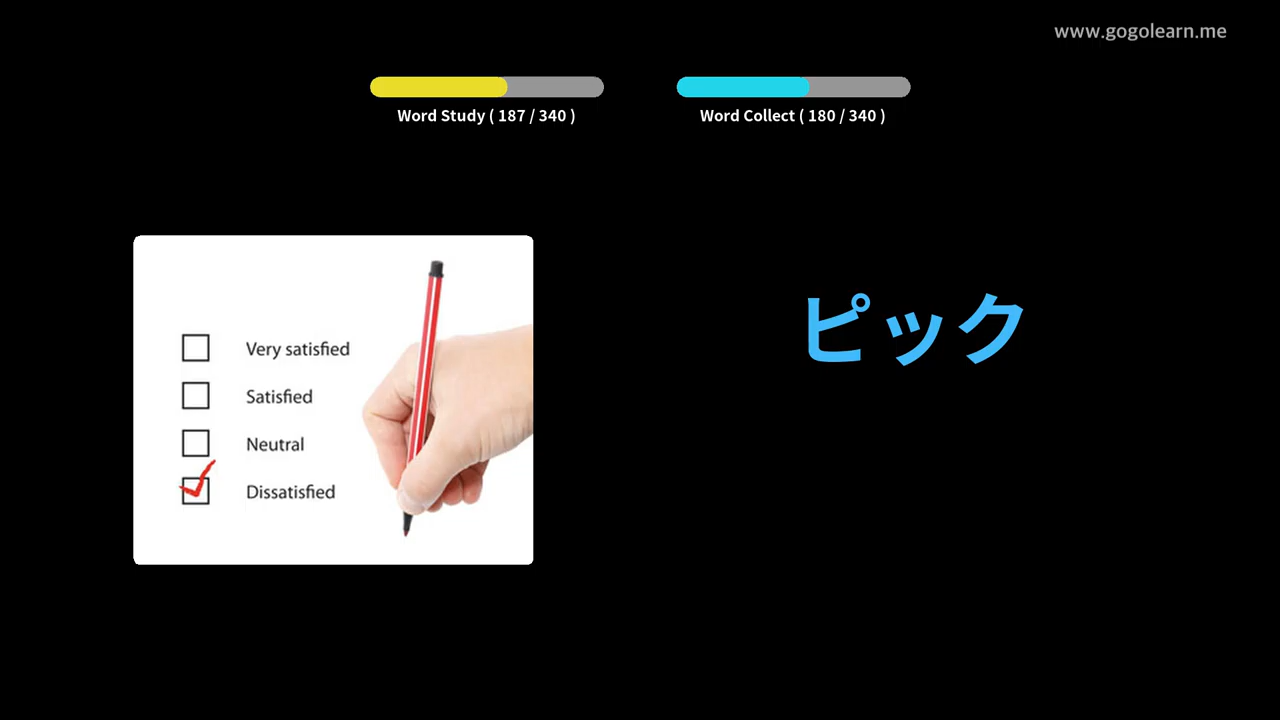 www.gogolearn.me
Word Study ( 187 / 340 )
Word Collect ( 180 / 340 )
Very satisfied
Satisfied
Neutral
Dissatisfied
ピック